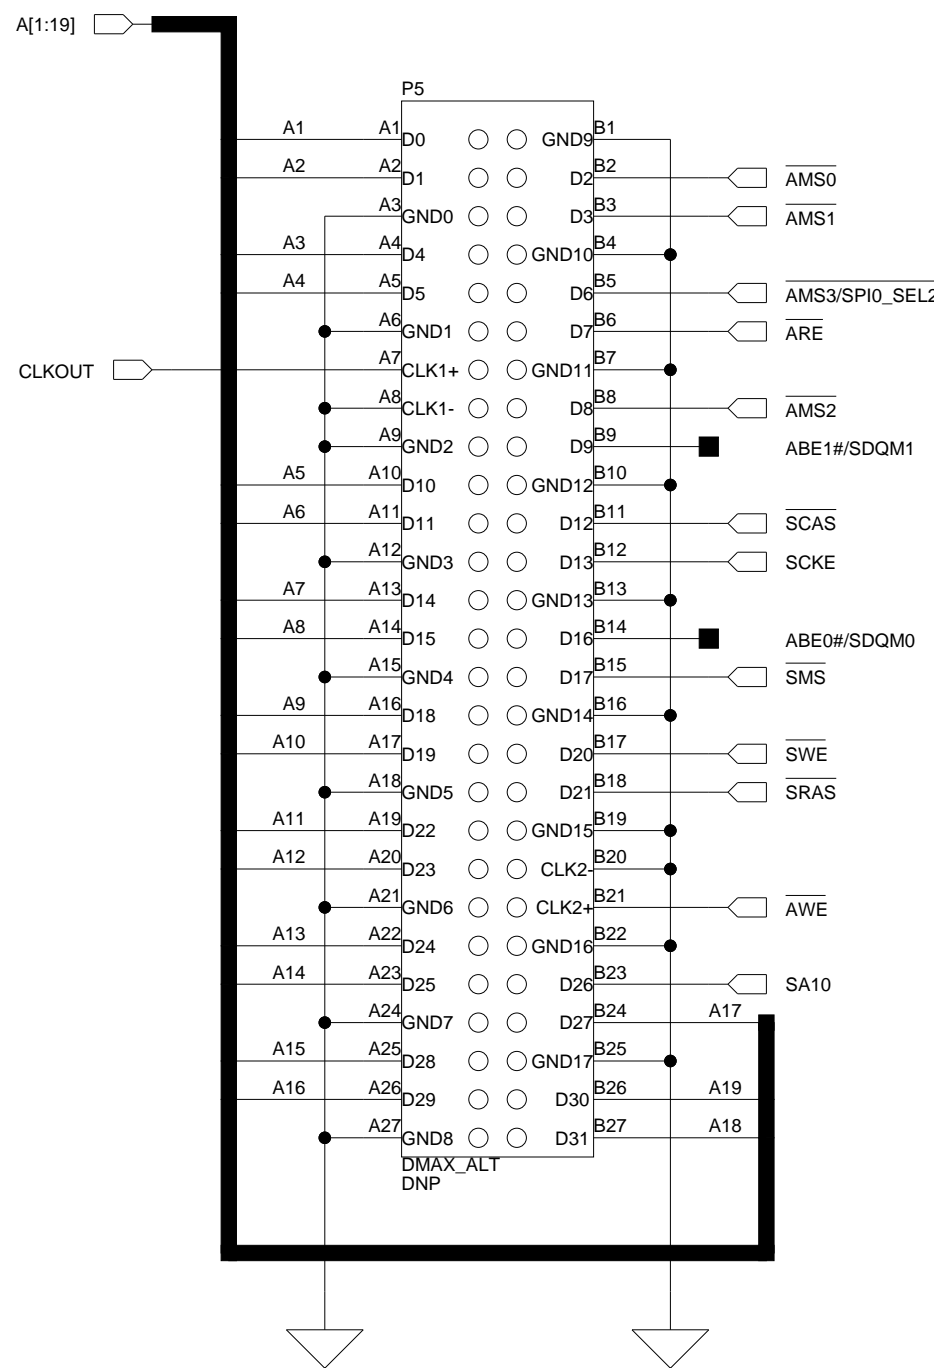 A[1:19]
P5
A1 A1 D0 GND9 B1
A2 A2 D1 D2 B2 AMS0
A3 GND0 D3 B3 AMS1
A3 A4 D4 GND10 B4
A4 A5 D5 D6 B5 AMS3/SPI0_SEL2
A6 GND1 D7 B6 ARE
CLKOUT A7 CLK1+ GND11 B7
A8 CLK1- D8 B8 AMS2
A9 GND2 D9 B9 ABE1#/SDQM1
A5 A10 D10 GND12 B10
A6 A11 D11 D12 B11 SCAS
A12 GND3 D13 B12 SCKE
A7 A13 D14 GND13 B13
A8 A14 D15 D16 B14 ABE0#/SDQM0
A15 GND4 D17 B15 SMS
A9 A16 D18 GND14 B16
A10 A17 D19 D20 B17 SWE
A18 GND5 D21 B18 SRAS
A11 A19 D22 GND15 B19
A12 A20 D23 CLK2- B20
A21 GND6 CLK2+ B21 AWE
A13 A22 D24 GND16 B22
A14 A23 D25 D26 B23 SA10
A24 GND7 D27 B24 A17
A15 A25 D28 GND17 B25
A16 A26 D29 D30 B26 A19
A27 GND8 D31 B27 A18
DMAX_ALT
DNP